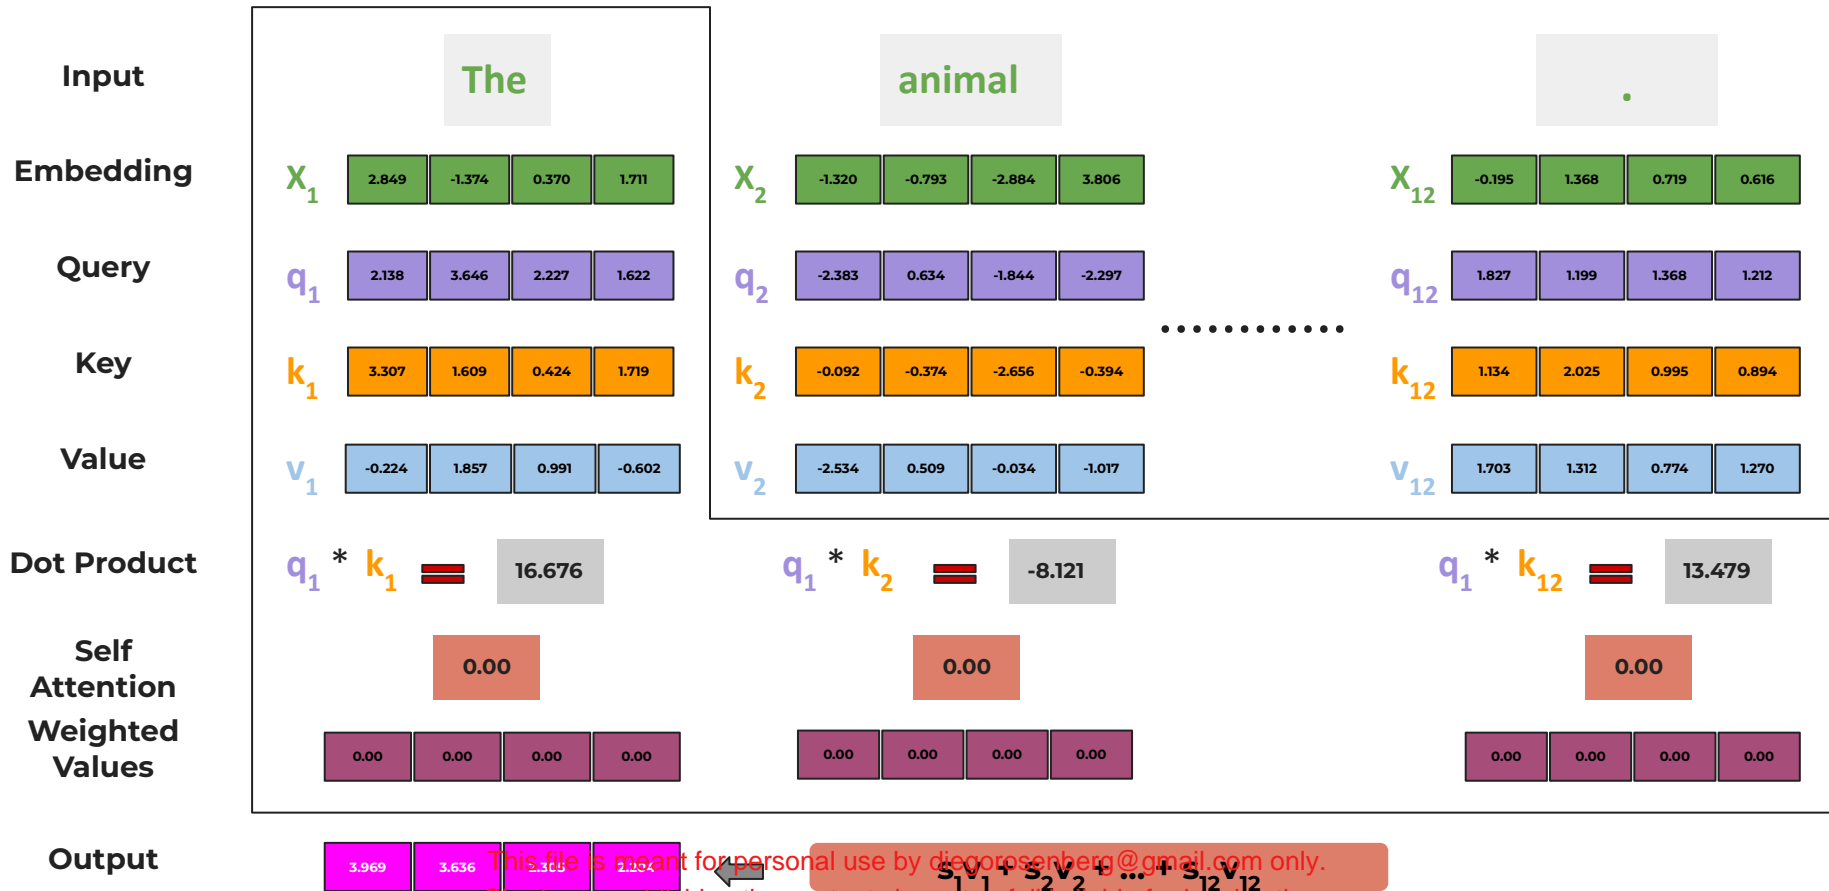 Input The animal .
Embedding X1 2.849 -1.374 0.370 1.711 X2 -1.320 -0.793 -2.884 3.806 X12 -0.195 1.368 0.719 0.616
Query q1 2.138 3.646 2.227 1.622 q2 -2.383 0.634 -1.844 -2.297 q12 1.827 1.199 1.368 1.212
............
Key k1 3.307 1.609 0.424 1.719 k2 -0.092 -0.374 -2.656 -0.394 k12 1.134 2.025 0.995 0.894
Value v1 -0.224 1.857 0.991 -0.602 v2 -2.534 0.509 -0.034 -1.017 v12 1.703 1.312 0.774 1.270
Dot Product q1 * k1 = 16.676 q1 * k2 = -8.121 q1 * k12 = 13.479
Self
Attention 0.00 0.00 0.00
Weighted
Values 0.00 0.00 0.00 0.00 0.00 0.00 0.00 0.00 0.00 0.00 0.00 0.00
Output 3.969 3.636 s1v1 + s2v2 + ... + s12v12
This file is meant for personal use by diegorosenberg@gmail.com only.